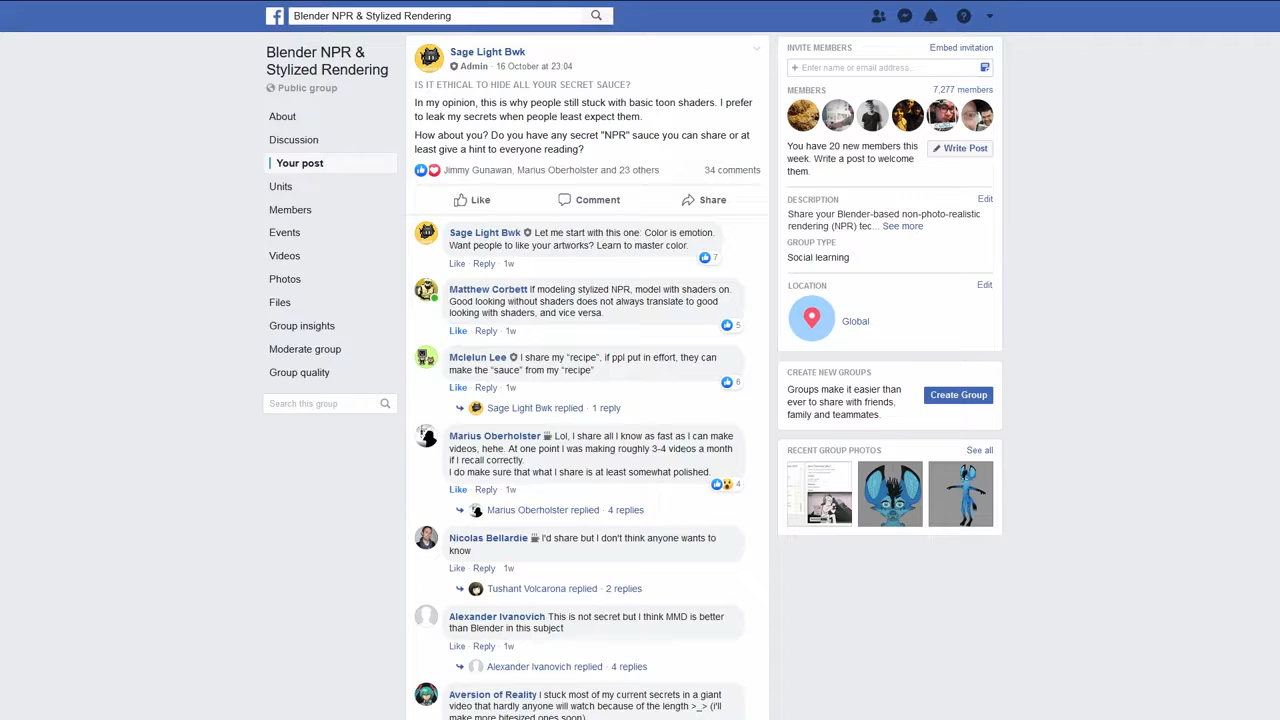 Blender NPR & Stylized Rendering
Blender NPR &
Stylized Rendering
Public group
About
Discussion
Your post
Units
Members
Events
Videos
Photos
Files
Group insights
Moderate group
Group quality
Search this group
Sage Light Bwk
Admin · 16 October at 23:04
IS IT ETHICAL TO HIDE ALL YOUR SECRET SAUCE?
In my opinion, this is why people still stuck with basic toon shaders. I prefer
to leak my secrets when people least expect them.
How about you? Do you have any secret "NPR" sauce you can share or at
least give a hint to everyone reading?
Jimmy Gunawan, Marius Oberholster and 23 others 34 comments
Like Comment Share
Sage Light Bwk Let me start with this one: Color is emotion.
Want people to like your artworks? Learn to master color.
7
Like · Reply · 1w
Matthew Corbett if modeling stylized NPR, model with shaders on.
Good looking without shaders does not always translate to good
looking with shaders, and vice versa.
5
Like · Reply · 1w
Mclelun Lee I share my “recipe”, if ppl put in effort, they can
make the “sauce” from my “recipe”
6
Like · Reply · 1w
Sage Light Bwk replied · 1 reply
Marius Oberholster Lol, I share all I know as fast as I can make
videos, hehe. At one point I was making roughly 3-4 videos a month
if I recall correctly.
I do make sure that what I share is at least somewhat polished.
4
Like · Reply · 1w
Marius Oberholster replied · 4 replies
Nicolas Bellardie I'd share but I don't think anyone wants to
know
Like · Reply · 1w
Tushant Volcarona replied · 2 replies
Alexander Ivanovich This is not secret but I think MMD is better
than Blender in this subject
Like · Reply · 1w
Alexander Ivanovich replied · 4 replies
Aversion of Reality I stuck most of my current secrets in a giant
video that hardly anyone will watch because of the length >_> (i'll
make more bitesized ones soon)
INVITE MEMBERS Embed invitation
+ Enter name or email address...
MEMBERS 7,277 members
You have 20 new members this
week. Write a post to welcome
them.
Write Post
DESCRIPTION Edit
Share your Blender-based non-photo-realistic
rendering (NPR) tec... See more
GROUP TYPE
Social learning
LOCATION Edit
Global
CREATE NEW GROUPS
Groups make it easier than
ever to share with friends,
family and teammates.
Create Group
RECENT GROUP PHOTOS See all